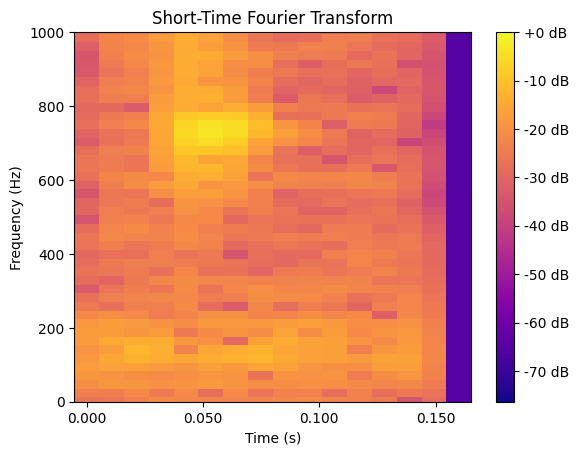 Short-Time Fourier Transform
1000
800
600
400
200
0
Frequency (Hz)
0.000
0.050
0.100
0.150
Time (s)
+0 dB
-10 dB
-20 dB
-30 dB
-40 dB
-50 dB
-60 dB
-70 dB